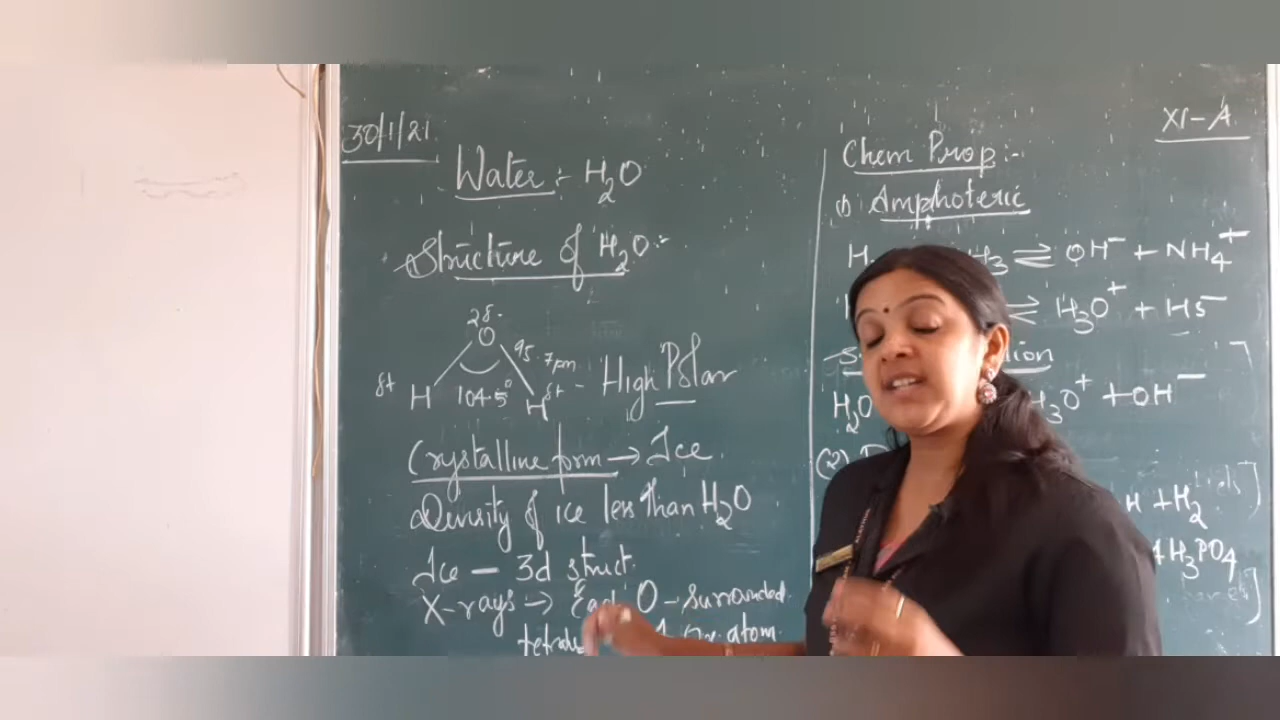 30/1/21
Water :- H2O
Structure of H2O :-
2δ-
O
95.7pm
δ+ H 104.5° H δ+ - High Polar
Crystalline form → Ice
Density of ice less than H2O
Ice — 3d struct.
X-rays → Each O - surrounded
atom
XI-A
Chem Prop :-
(1) Amphoteric
H ⇌ OH- + NH4+
⇌ H3O+ + HS-
H2O H3O+ + OH-
(2)
H + H2
H3PO4